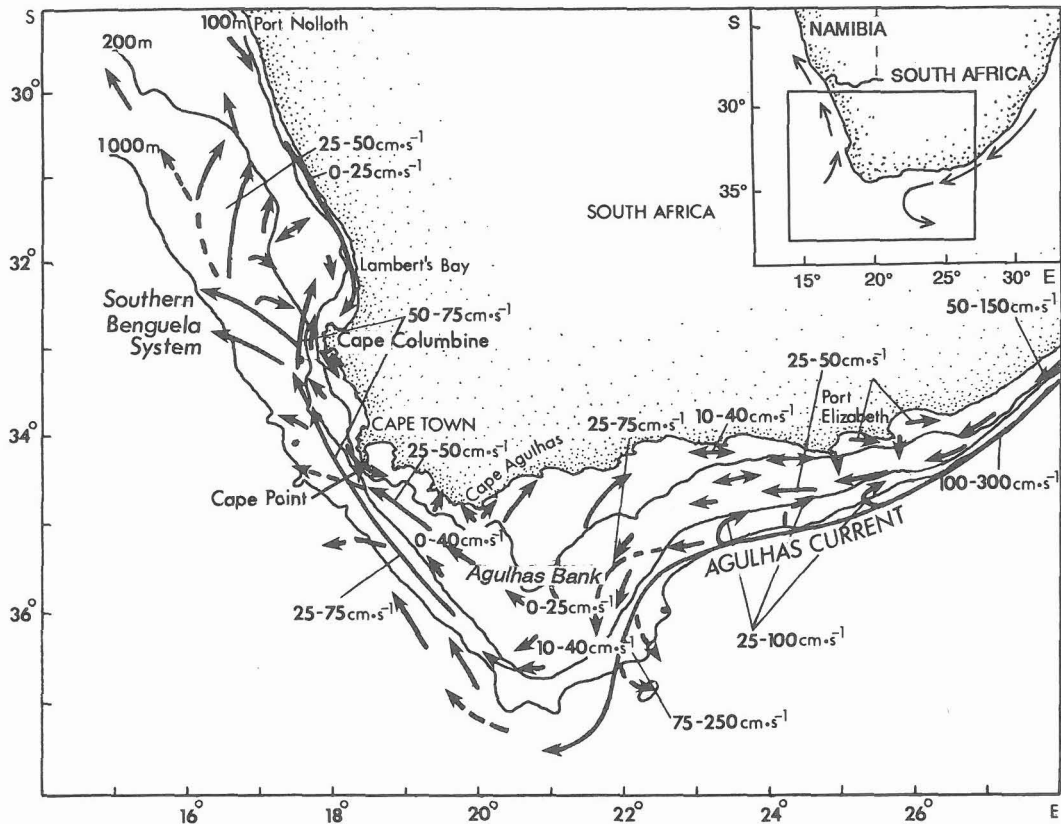 S
100m Port Nolloth
200m
30°
1000m
25-50cm•s⁻¹
0-25cm•s⁻¹
32°
Lambert's Bay
Southern
Benguela
System
50-75cm•s⁻¹
Cape Columbine
34°
CAPE TOWN
25-50cm•s⁻¹
Cape Point
Cape Agulhas
0-40cm•s⁻¹
Agulhas Bank
25-75cm•s⁻¹
0-25cm•s⁻¹
36°
10-40cm•s⁻¹
75-250cm•s⁻¹
SOUTH AFRICA
25-75cm•s⁻¹
10-40cm•s⁻¹
25-50cm•s⁻¹
Port
Elizabeth
50-150cm•s⁻¹
100-300cm•s⁻¹
AGULHAS CURRENT
25-100cm•s⁻¹
16°
18°
20°
22°
24°
26°
E
S
NAMIBIA
SOUTH AFRICA
30°
35°
15°
20°
25°
30°
E